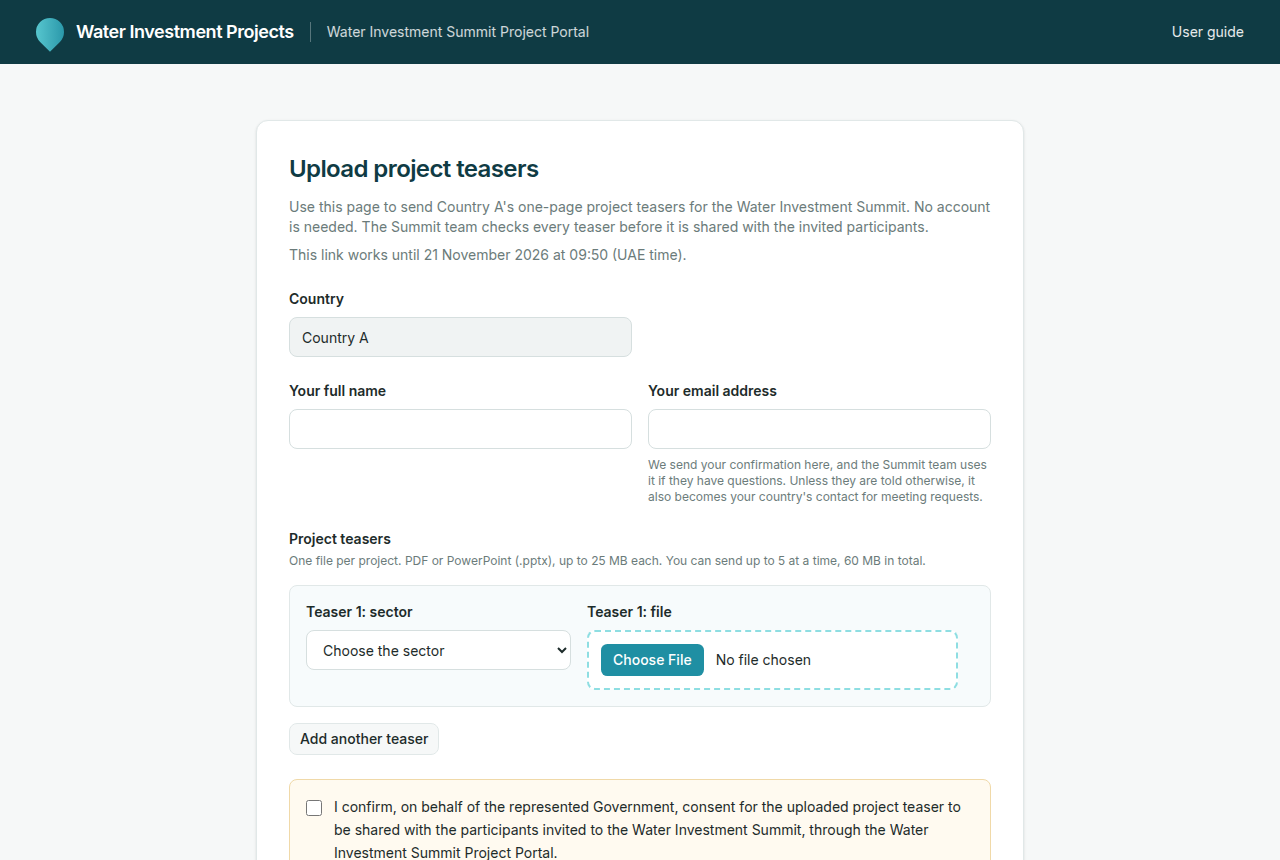 Water Investment Projects
Water Investment Summit Project Portal
User guide
Upload project teasers
Use this page to send Country A's one-page project teasers for the Water Investment Summit. No account
is needed. The Summit team checks every teaser before it is shared with the invited participants.
This link works until 21 November 2026 at 09:50 (UAE time).
Country
Country A
Your full name
Your email address
We send your confirmation here, and the Summit team uses
it if they have questions. Unless they are told otherwise, it
also becomes your country's contact for meeting requests.
Project teasers
One file per project. PDF or PowerPoint (.pptx), up to 25 MB each. You can send up to 5 at a time, 60 MB in total.
Teaser 1: sector
Teaser 1: file
Choose the sector
Choose File
No file chosen
Add another teaser
I confirm, on behalf of the represented Government, consent for the uploaded project teaser to
be shared with the participants invited to the Water Investment Summit, through the Water
Investment Summit Project Portal.